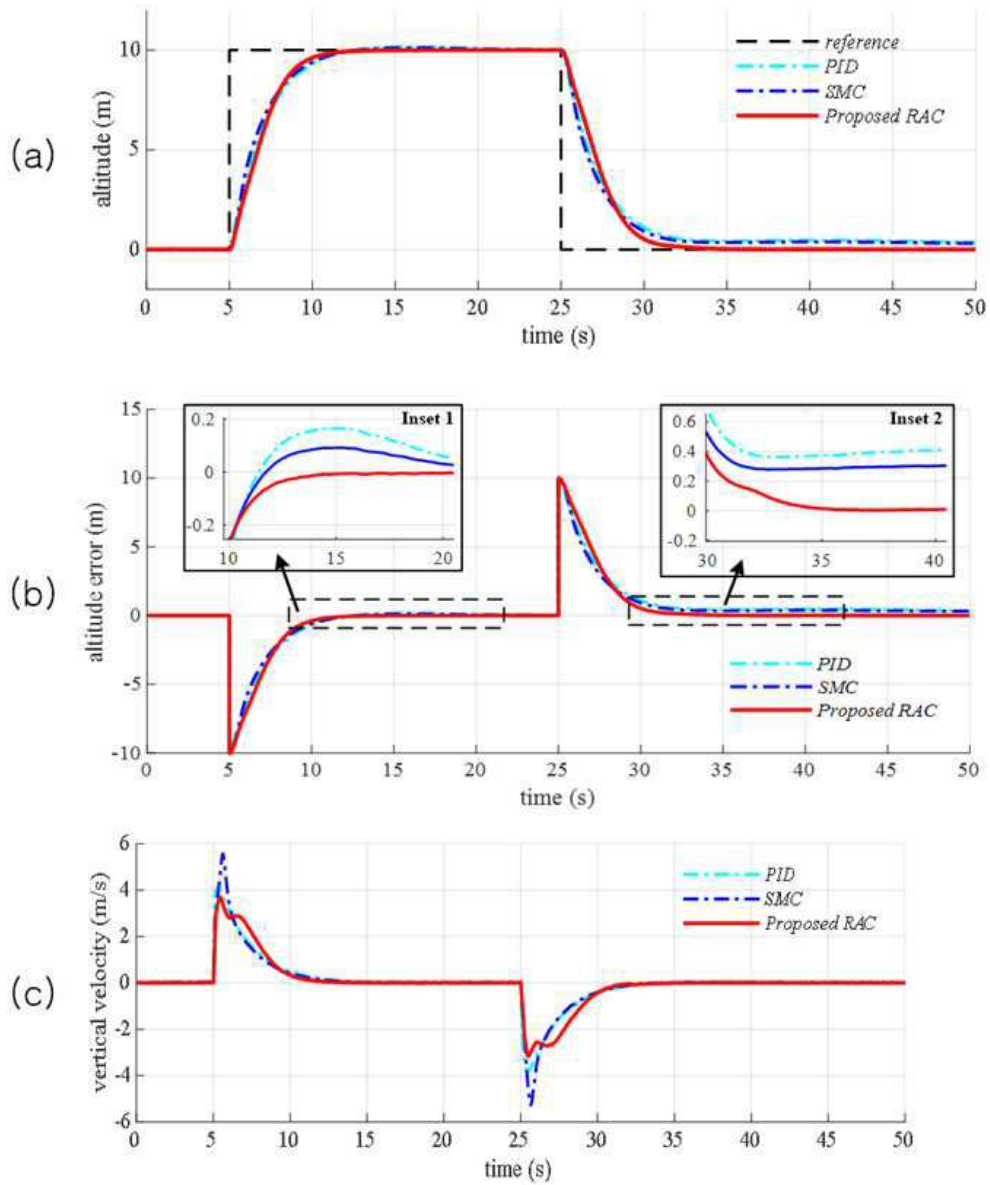 (a)
altitude (m)
10
5
0
reference
PID
SMC
Proposed RAC
0 5 10 15 20 25 30 35 40 45 50
time (s)
(b)
altitude error (m)
15
10
5
0
-5
-10
Inset 1
0.2
0
-0.2
10 15 20
Inset 2
0.6
0.4
0.2
0
-0.2
30 35 40
PID
SMC
Proposed RAC
0 5 10 15 20 25 30 35 40 45 50
time (s)
(c)
vertical velocity (m/s)
6
4
2
0
-2
-4
-6
PID
SMC
Proposed RAC
0 5 10 15 20 25 30 35 40 45 50
time (s)